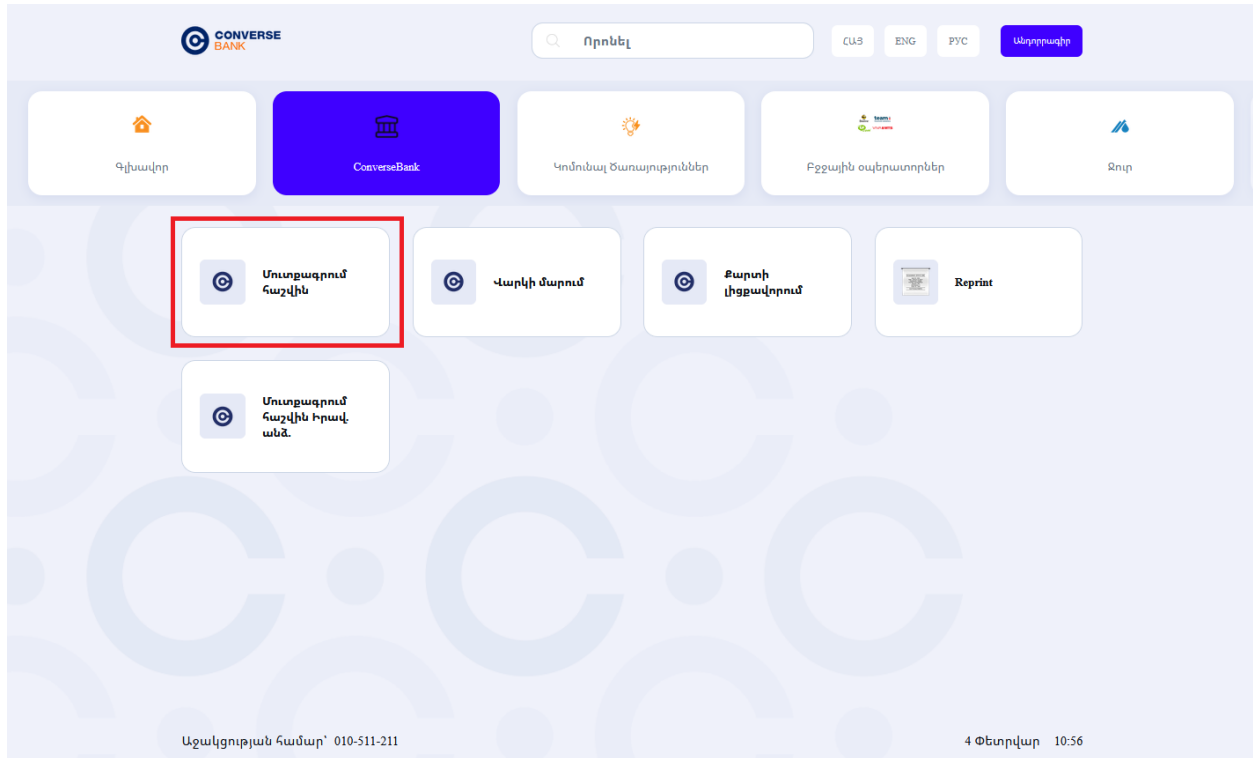 CONVERSE
BANK
Որոնել
ՀԱՅ
ENG
РУС
Անդորրագիր
Գլխավոր
ConverseBank
Կոմունալ Ծառայություններ
Բջջային օպերատորներ
Ջուր
Մուտքագրում
հաշվին
Վարկի մարում
Քարտի
լիցքավորում
Reprint
Մուտքագրում
հաշվին Իրավ.
անձ.
Աջակցության համար՝ 010-511-211
4 Փետրվար 10:56